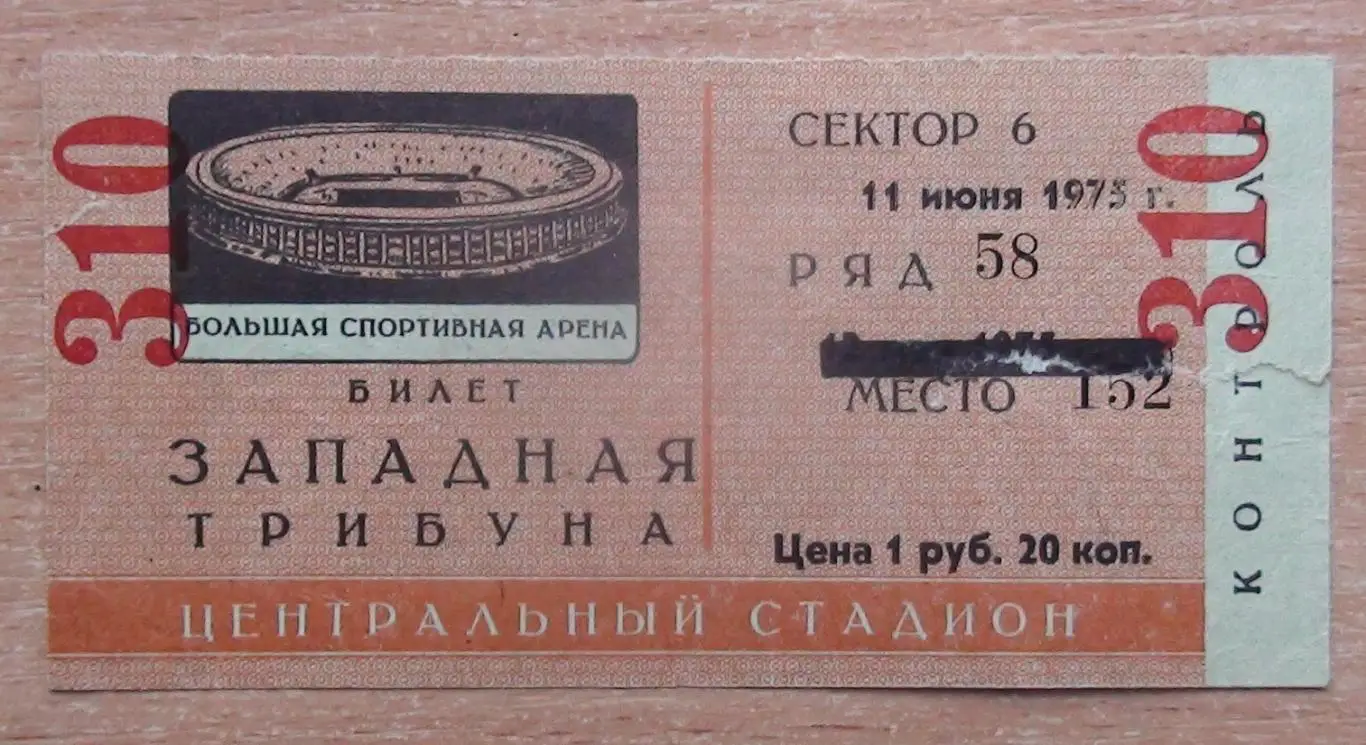 310
БОЛЬШАЯ СПОРТИВНАЯ АРЕНА
БИЛЕТ
ЗАПАДНАЯ
ТРИБУНА
СЕКТОР 6
11 июня 1975 г.
РЯД 58
МЕСТО 152
Цена 1 руб. 20 коп.
ЦЕНТРАЛЬНЫЙ СТАДИОН
310
КОНТРОЛЬ